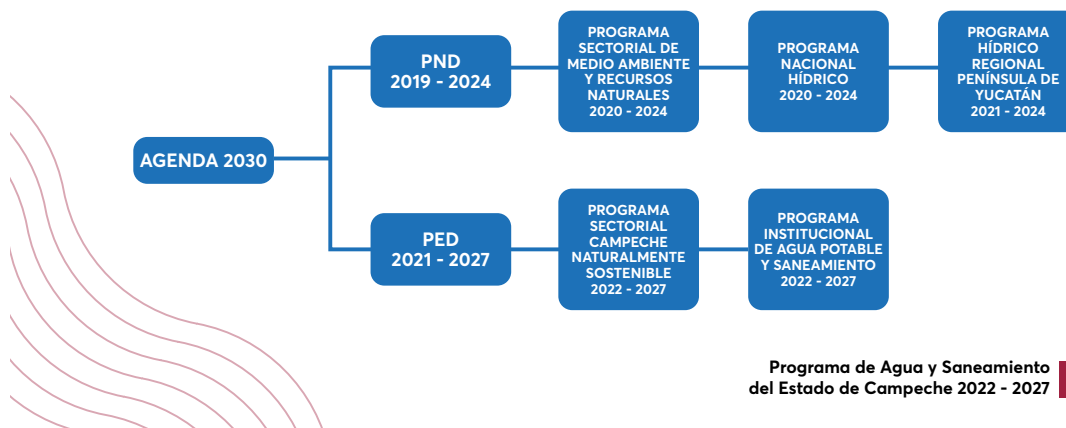 AGENDA 2030
PND
2019 - 2024
PROGRAMA
SECTORIAL DE
MEDIO AMBIENTE
Y RECURSOS
NATURALES
2020 - 2024
PROGRAMA
NACIONAL
HÍDRICO
2020 - 2024
PROGRAMA
HÍDRICO
REGIONAL
PENÍNSULA DE
YUCATÁN
2021 - 2024
PED
2021 - 2027
PROGRAMA
SECTORIAL
CAMPECHE
NATURALMENTE
SOSTENIBLE
2022 - 2027
PROGRAMA
INSTITUCIONAL
DE AGUA POTABLE
Y SANEAMIENTO
2022 - 2027
Programa de Agua y Saneamiento
del Estado de Campeche 2022 - 2027